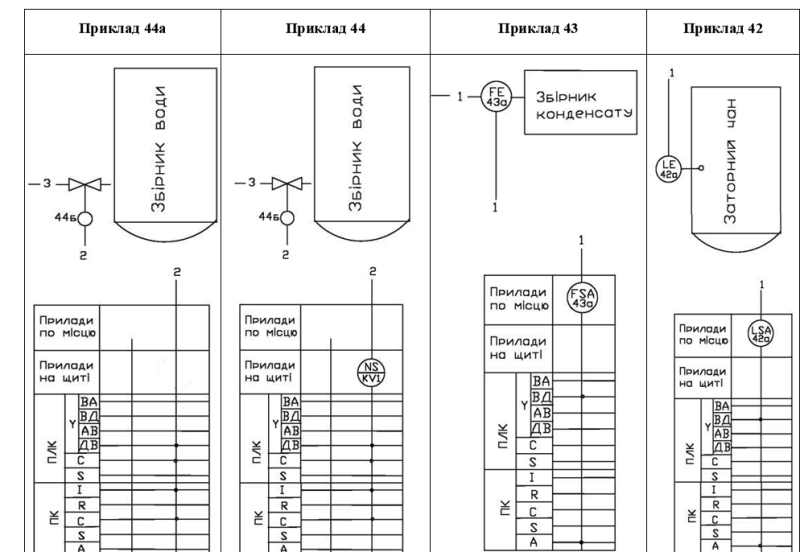 Приклад 44а
Приклад 44
Приклад 43
Приклад 42
Збірник води
3
44б
2
2
Прилади
по місцю
Прилади
на щиті
ПЛК
Y
ВА
ВД
АВ
ДВ
C
S
ПК
I
R
C
S
A
Збірник води
3
44б
2
2
Прилади
по місцю
Прилади
на щиті
NS
KV1
ПЛК
Y
ВА
ВД
АВ
ДВ
C
S
ПК
I
R
C
S
A
1
FE
43а
Збірник
конденсату
1
1
Прилади
по місцю
FSA
43а
Прилади
на щиті
ПЛК
Y
ВА
ВД
АВ
ДВ
C
S
ПК
I
R
C
S
A
1
LE
42а
Заторний чан
1
Прилади
по місцю
LSA
42а
Прилади
на щиті
ПЛК
Y
ВА
ВД
АВ
ДВ
C
S
ПК
I
R
C
S
A